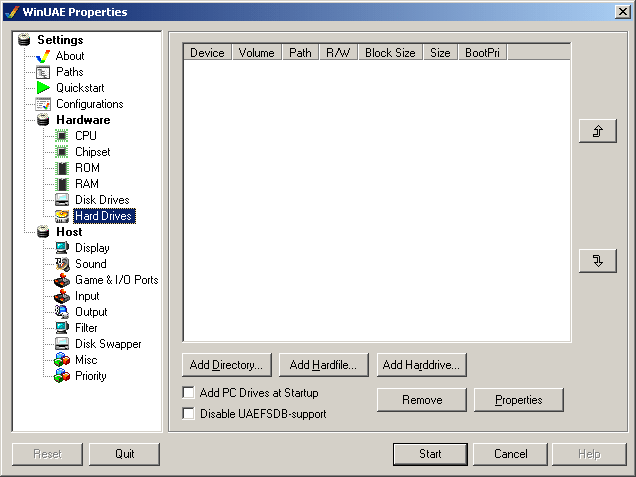 WinUAE Properties
Settings
About
Paths
Quickstart
Configurations
Hardware
CPU
Chipset
ROM
RAM
Disk Drives
Hard Drives
Host
Display
Sound
Game & I/O Ports
Input
Output
Filter
Disk Swapper
Misc
Priority
Device Volume Path R/W Block Size Size BootPri
Add Directory... Add Hardfile... Add Harddrive...
Add PC Drives at Startup
Disable UAEFSDB-support
Remove Properties
Reset Quit Start Cancel Help